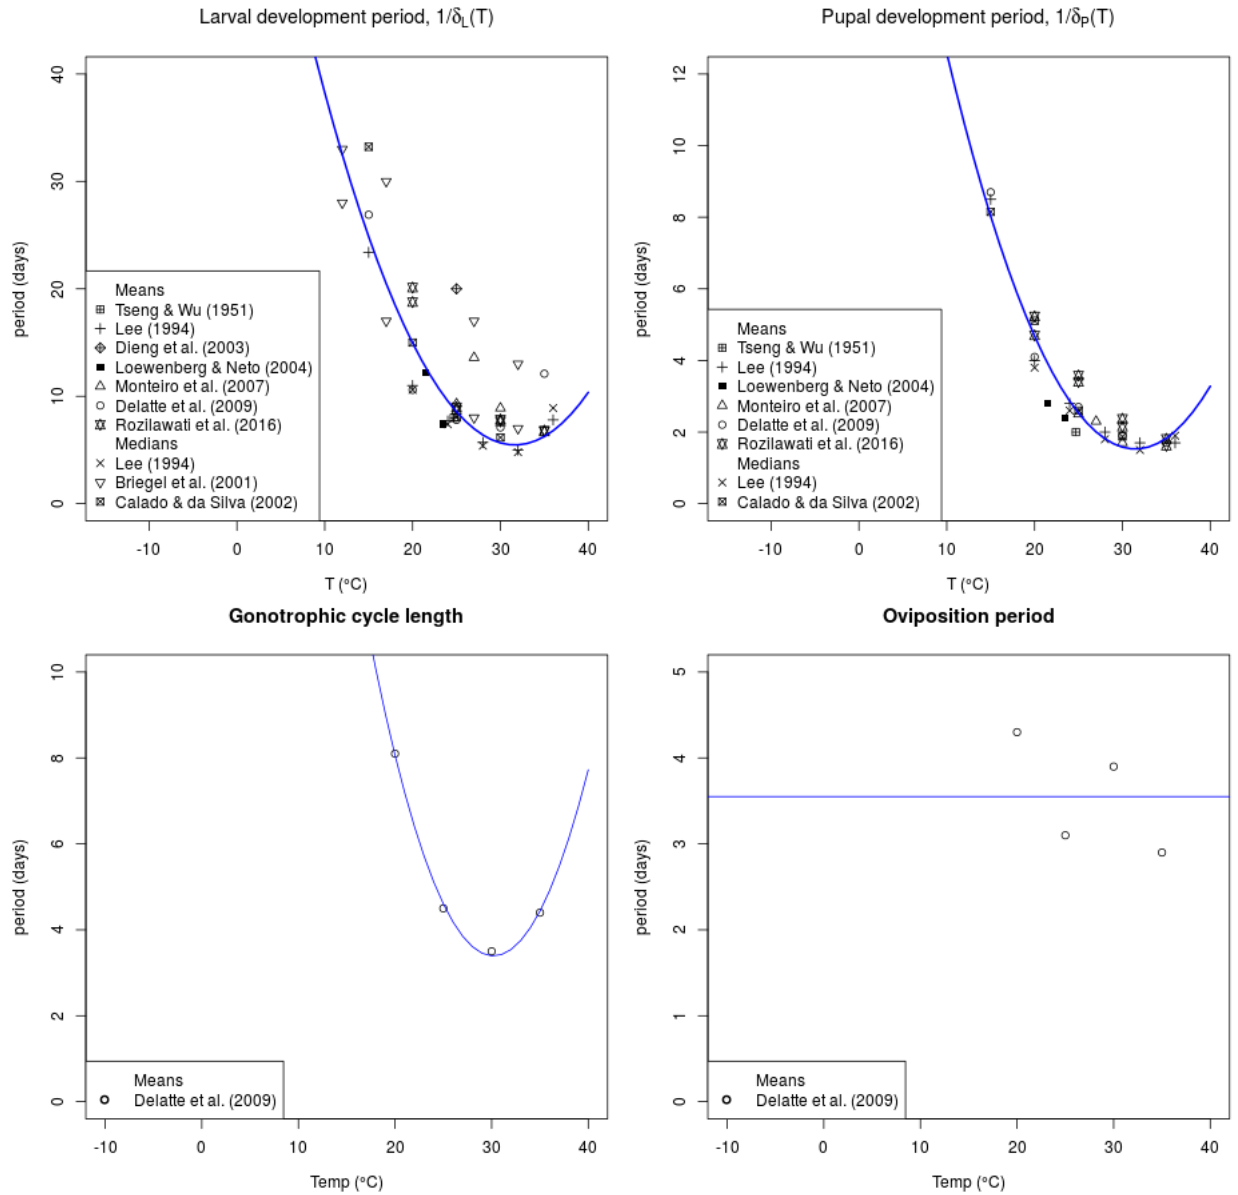 Larval development period, 1/δL(T)
40
30
20
10
0
period (days)
Means
Tseng & Wu (1951)
Lee (1994)
Dieng et al. (2003)
Loewenberg & Neto (2004)
Monteiro et al. (2007)
Delatte et al. (2009)
Rozilawati et al. (2016)
Medians
Lee (1994)
Briegel et al. (2001)
Calado & da Silva (2002)
-10 0 10 20 30 40
T (°C)
Pupal development period, 1/δP(T)
12
10
8
6
4
2
0
period (days)
Means
Tseng & Wu (1951)
Lee (1994)
Loewenberg & Neto (2004)
Monteiro et al. (2007)
Delatte et al. (2009)
Rozilawati et al. (2016)
Medians
Lee (1994)
Calado & da Silva (2002)
-10 0 10 20 30 40
T (°C)
Gonotrophic cycle length
10
8
6
4
2
0
period (days)
Means
Delatte et al. (2009)
-10 0 10 20 30 40
Temp (°C)
Oviposition period
5
4
3
2
1
0
period (days)
Means
Delatte et al. (2009)
-10 0 10 20 30 40
Temp (°C)